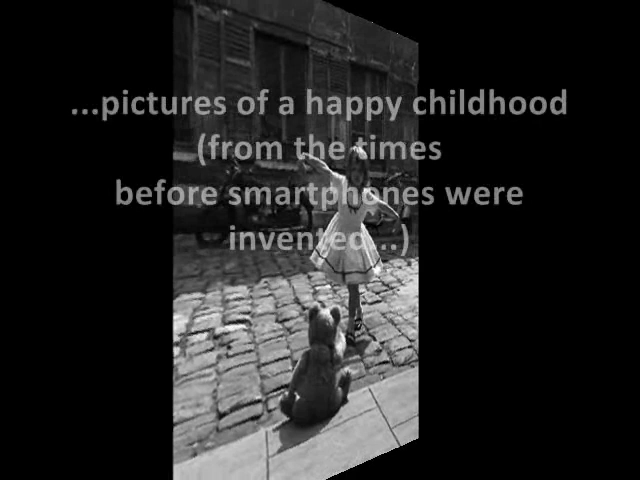 ...pictures of a happy childhood
(from the times
before smartphones were
invented...)